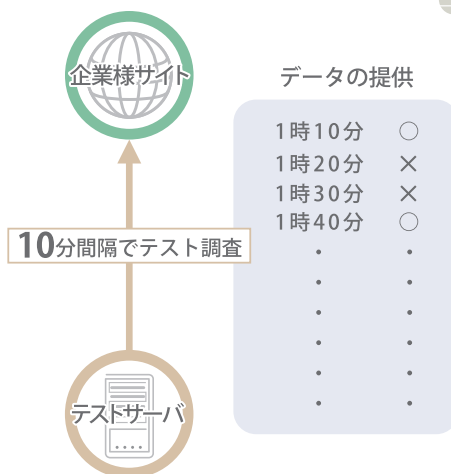 企業様サイト
データの提供
1時10分 ○
1時20分 ×
1時30分 ×
1時40分 ○
・ ・
・ ・
・ ・
・ ・
・ ・
・ ・
10分間隔でテスト調査
テストサーバ